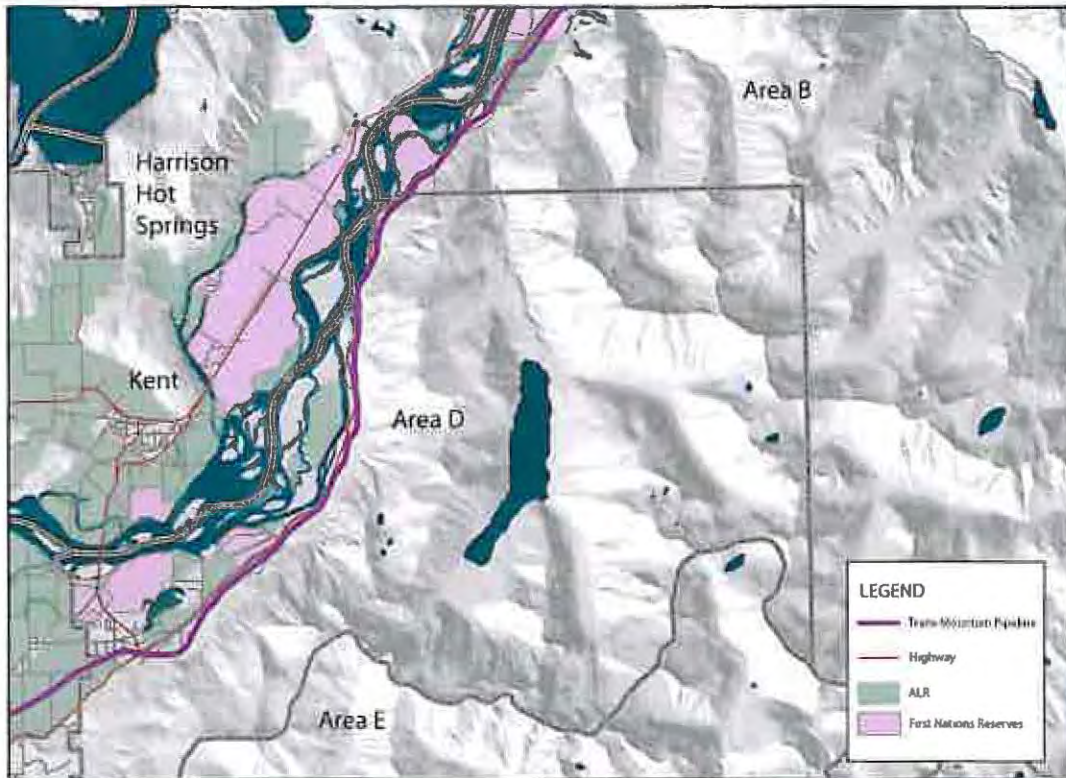 Area B
Harrison
Hot
Springs
Kent
Area D
Area E
LEGEND
Trans Mountain Pipeline
Highway
ALR
First Nations Reserves